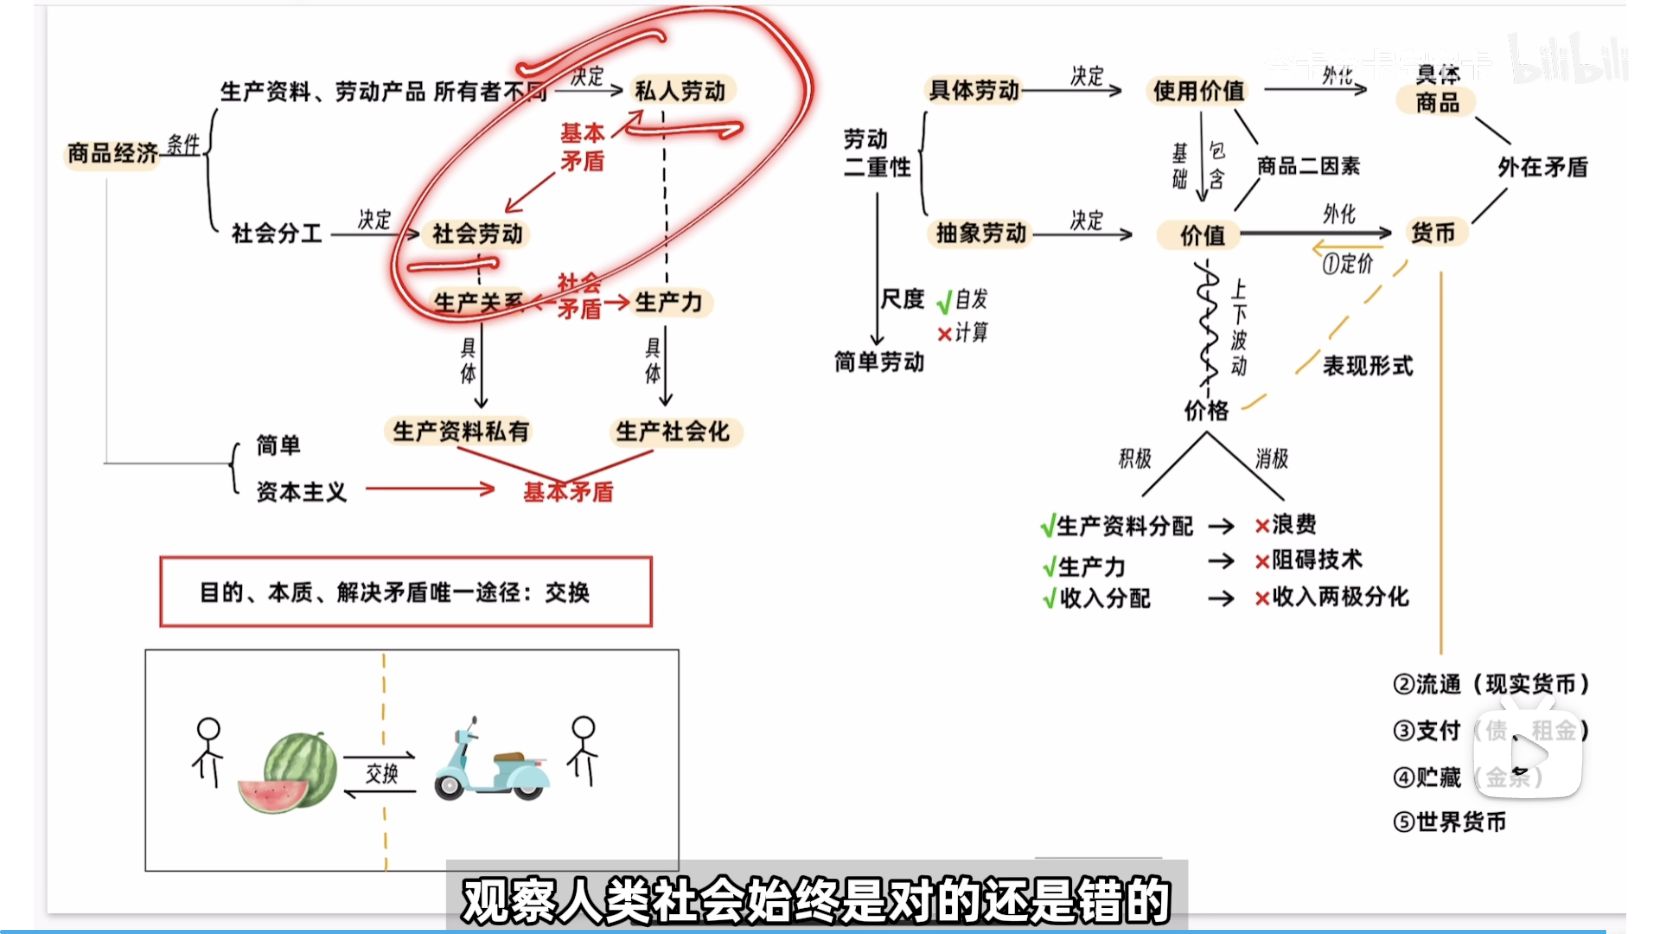 bilibili
生产资料、劳动产品 所有者不同
决定
私人劳动
基本
矛盾
商品经济
条件
社会分工
决定
社会劳动
社会
矛盾
生产关系
生产力
具体
具体
生产资料私有
生产社会化
简单
资本主义
基本矛盾
目的、本质、解决矛盾唯一途径：交换
交换
具体劳动
决定
使用价值
外化
具体
商品
劳动
二重性
基础
包含
商品二因素
外在矛盾
抽象劳动
决定
价值
外化
货币
①定价
尺度
√自发
×计算
简单劳动
上下波动
表现形式
价格
积极
消极
√生产资料分配
→
×浪费
√生产力
→
×阻碍技术
√收入分配
→
×收入两极分化
②流通（现实货币）
③支付（债、租金）
④贮藏（金条）
⑤世界货币
观察人类社会始终是对的还是错的